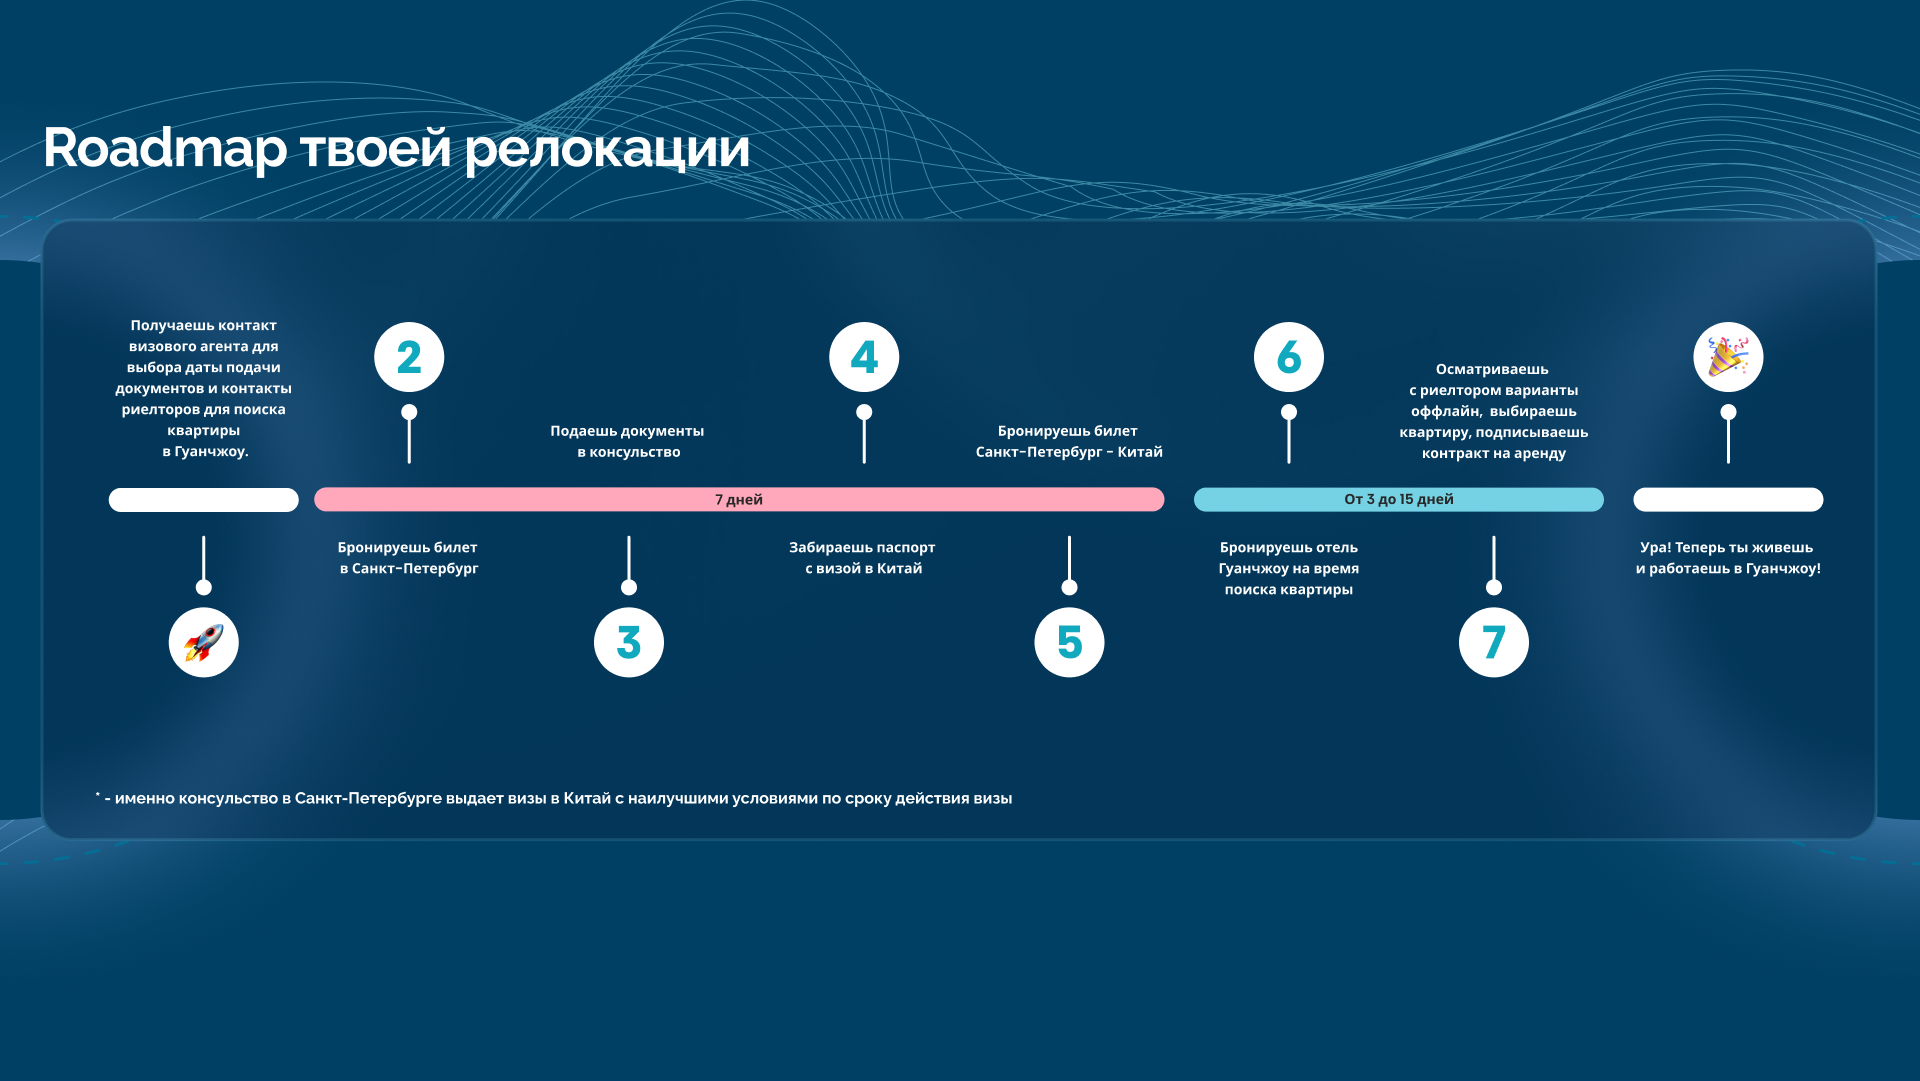 Roadmap твоей релокации
Получаешь контакт
визового агента для
выбора даты подачи
документов и контакты
риелторов для поиска
квартиры
в Гуанчжоу.
2
Бронируешь билет
в Санкт-Петербург
Подаешь документы
в консульство
3
4
Забираешь паспорт
с визой в Китай
Бронируешь билет
Санкт-Петербург - Китай
5
7 дней
6
Бронируешь отель
Гуанчжоу на время
поиска квартиры
Осматриваешь
с риелтором варианты
оффлайн, выбираешь
квартиру, подписываешь
контракт на аренду
7
От 3 до 15 дней
Ура! Теперь ты живешь
и работаешь в Гуанчжоу!
* - именно консульство в Санкт-Петербурге выдает визы в Китай с наилучшими условиями по сроку действия визы